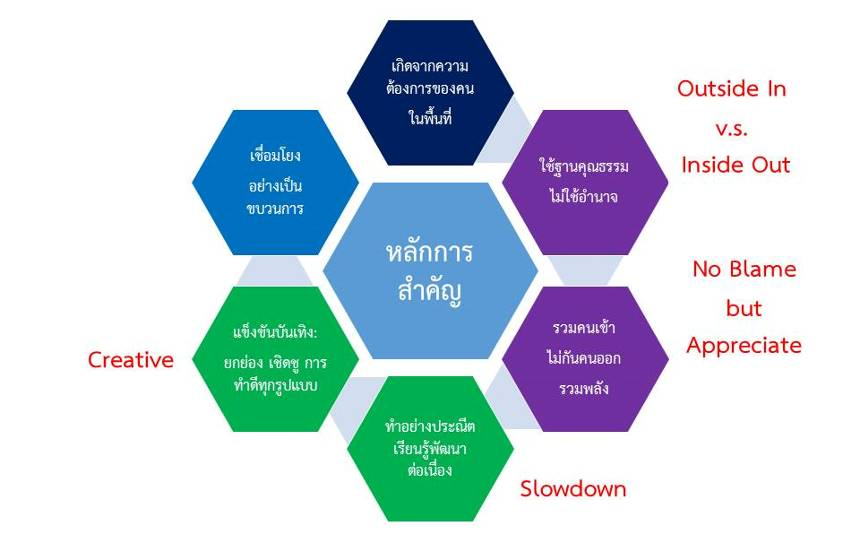 เกิดจากความ
ต้องการของคน
ในพื้นที่
Outside In
v.s.
Inside Out
ใช้ฐานคุณธรรม
ไม่ใช้อำนาจ
เชื่อมโยง
อย่างเป็น
ขบวนการ
หลักการ
สำคัญ
No Blame
but
Appreciate
รวมคนเข้า
ไม่กันคนออก
รวมพลัง
Creative
แข็งขันบันเทิง:
ยกย่อง เชิดชู การ
ทำดีทุกรูปแบบ
ทำอย่างประณีต
เรียนรู้พัฒนา
ต่อเนื่อง
Slowdown